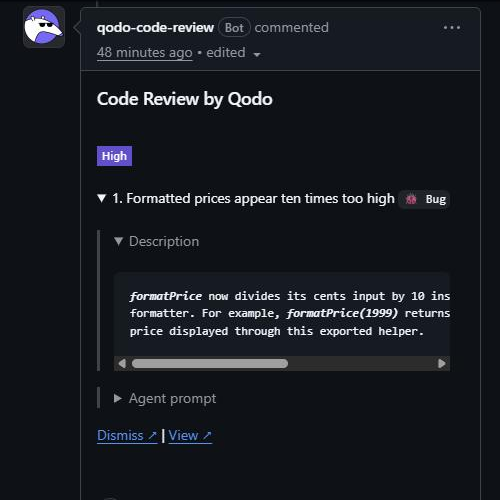 qodo-code-review Bot commented
48 minutes ago • edited
Code Review by Qodo
High
1. Formatted prices appear ten times too high Bug
Description
formatPrice now divides its cents input by 10 ins
formatter. For example, formatPrice(1999) returns
price displayed through this exported helper.
Agent prompt
Dismiss ↗ | View ↗